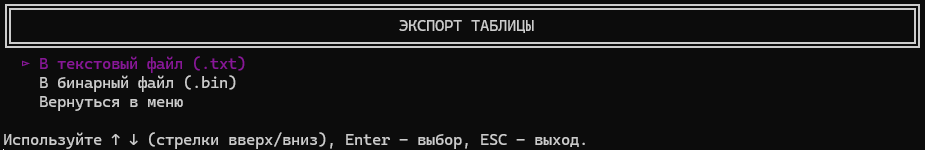 ЭКСПОРТ ТАБЛИЦЫ
▻ В текстовый файл (.txt)
В бинарный файл (.bin)
Вернуться в меню
Используйте ↑ ↓ (стрелки вверх/вниз), Enter – выбор, ESC – выход.